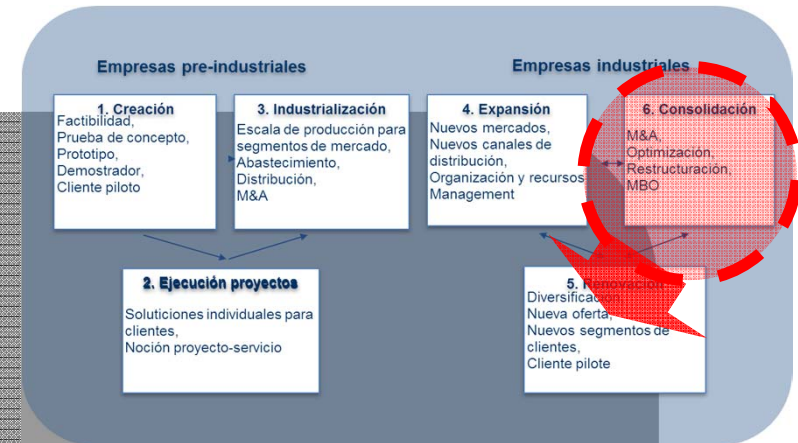 Empresas pre-industriales
Empresas industriales
1. Creación
Factibilidad,
Prueba de concepto,
Prototipo,
Demostrador,
Cliente piloto
3. Industrialización
Escala de producción para
segmentos de mercado,
Abastecimiento,
Distribución,
M&A
4. Expansión
Nuevos mercados,
Nuevos canales de
distribución,
Organización y recursos
Management
6. Consolidación
M&A,
Optimización,
Restructuración,
MBO
2. Ejecución proyectos
Soluticiones individuales para
clientes,
Noción proyecto-servicio
5. Renovación
Diversificación
Nueva oferta,
Nuevos segmentos de
clientes,
Cliente pilote